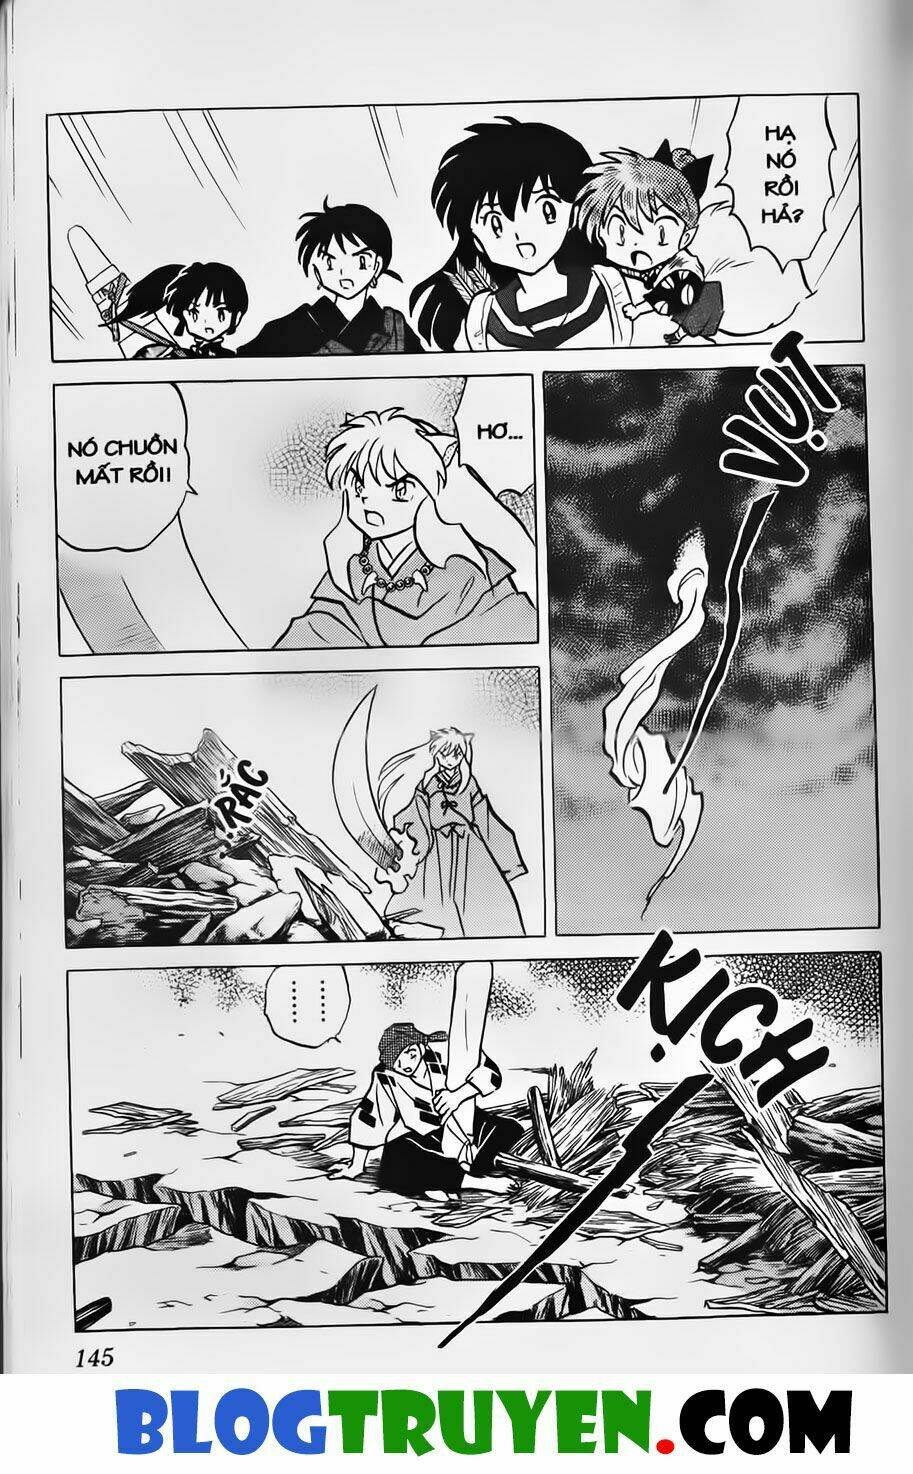 HẠ
NÓ
RỒI
HẢ?
VỤT
HƠ...
NÓ CHUỒN
MẤT RỒI!
RẮC
KỊCH
......
145
BLOGTRUYEN.COM